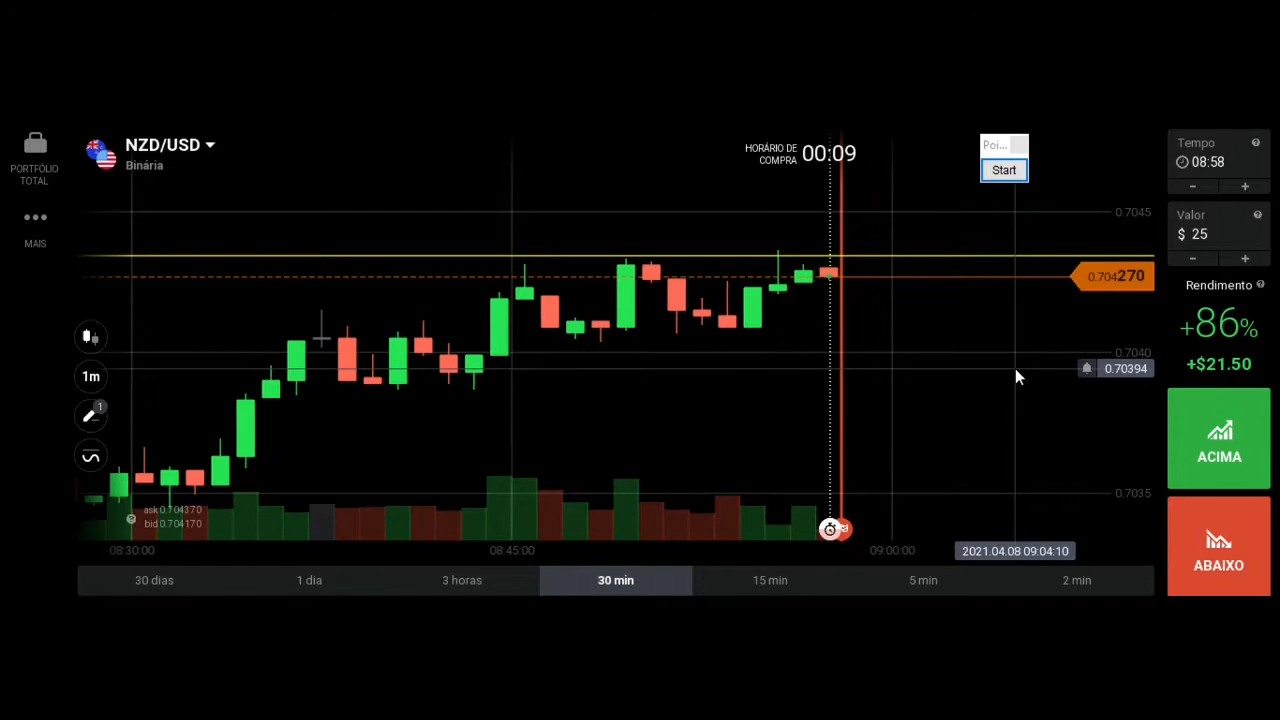 PORTFÓLIO
TOTAL
MAIS
NZD/USD
Binária
HORÁRIO DE
COMPRA
00:09
Poi...
Start
Tempo
08:58
Valor
$ 25
Rendimento
+86%
+$21.50
ACIMA
ABAIXO
0.7045
0.704270
0.7040
0.70394
0.7035
1m
1
ask 0.704370
bid 0.704170
08:30:00
08:45:00
09:00:00
2021.04.08 09:04:10
30 dias
1 dia
3 horas
30 min
15 min
5 min
2 min